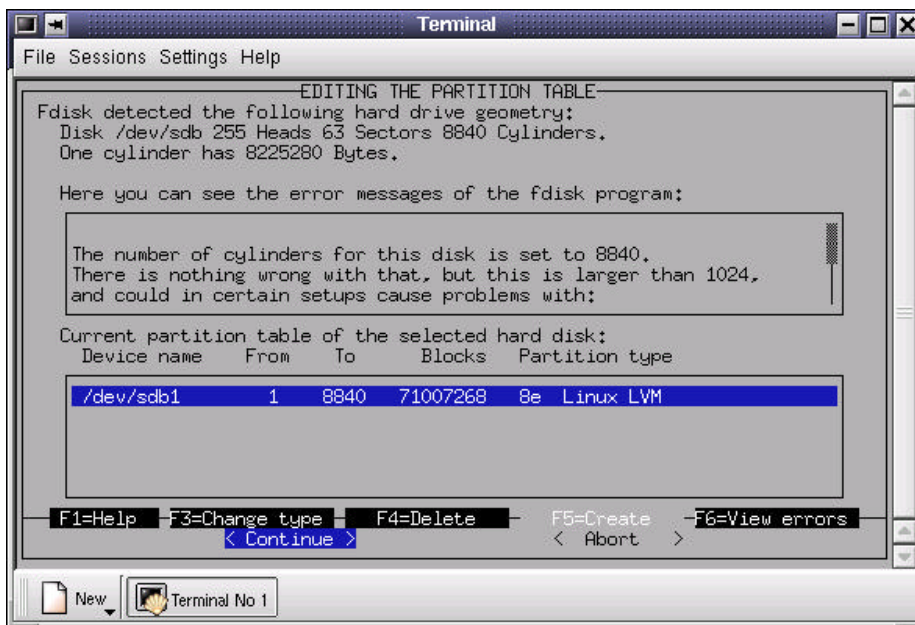 Terminal
File Sessions Settings Help
EDITING THE PARTITION TABLE
Fdisk detected the following hard drive geometry:
Disk /dev/sdb 255 Heads 63 Sectors 8840 Cylinders.
One cylinder has 8225280 Bytes.
Here you can see the error messages of the fdisk program:
The number of cylinders for this disk is set to 8840.
There is nothing wrong with that, but this is larger than 1024,
and could in certain setups cause problems with:
Current partition table of the selected hard disk:
Device name From To Blocks Partition type
/dev/sdb1 1 8840 71007268 8e Linux LVM
F1=Help F3=Change type F4=Delete F5=Create F6=View errors
< Continue > < Abort >
New Terminal No 1